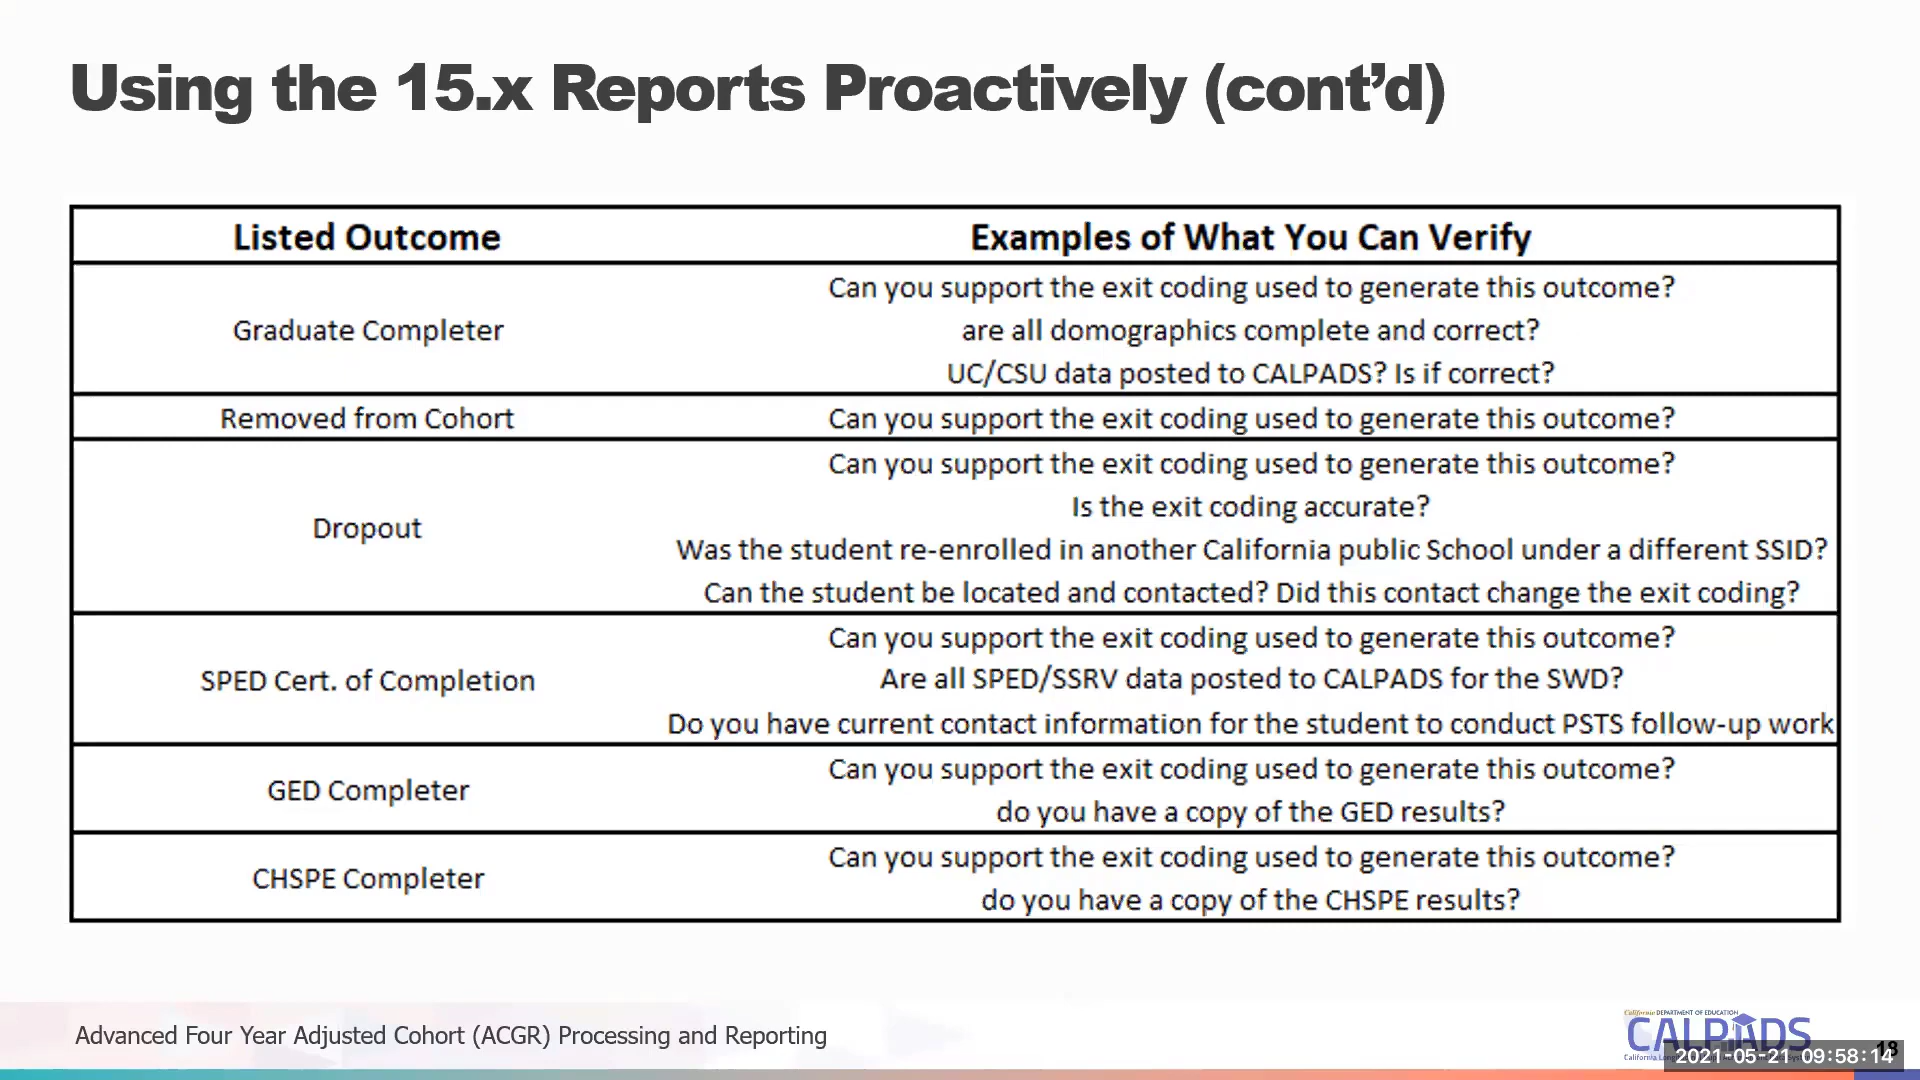 Using the 15.x Reports Proactively (cont’d)
Listed Outcome
Examples of What You Can Verify
Graduate Completer
Can you support the exit coding used to generate this outcome?
are all domographics complete and correct?
UC/CSU data posted to CALPADS? Is if correct?
Removed from Cohort
Can you support the exit coding used to generate this outcome?
Dropout
Can you support the exit coding used to generate this outcome?
Is the exit coding accurate?
Was the student re-enrolled in another California public School under a different SSID?
Can the student be located and contacted? Did this contact change the exit coding?
SPED Cert. of Completion
Can you support the exit coding used to generate this outcome?
Are all SPED/SSRV data posted to CALPADS for the SWD?
Do you have current contact information for the student to conduct PSTS follow-up work
GED Completer
Can you support the exit coding used to generate this outcome?
do you have a copy of the GED results?
CHSPE Completer
Can you support the exit coding used to generate this outcome?
do you have a copy of the CHSPE results?
Advanced Four Year Adjusted Cohort (ACGR) Processing and Reporting
California DEPARTMENT OF EDUCATION
CALPADS
California
18
2021-05-21 09:58:14